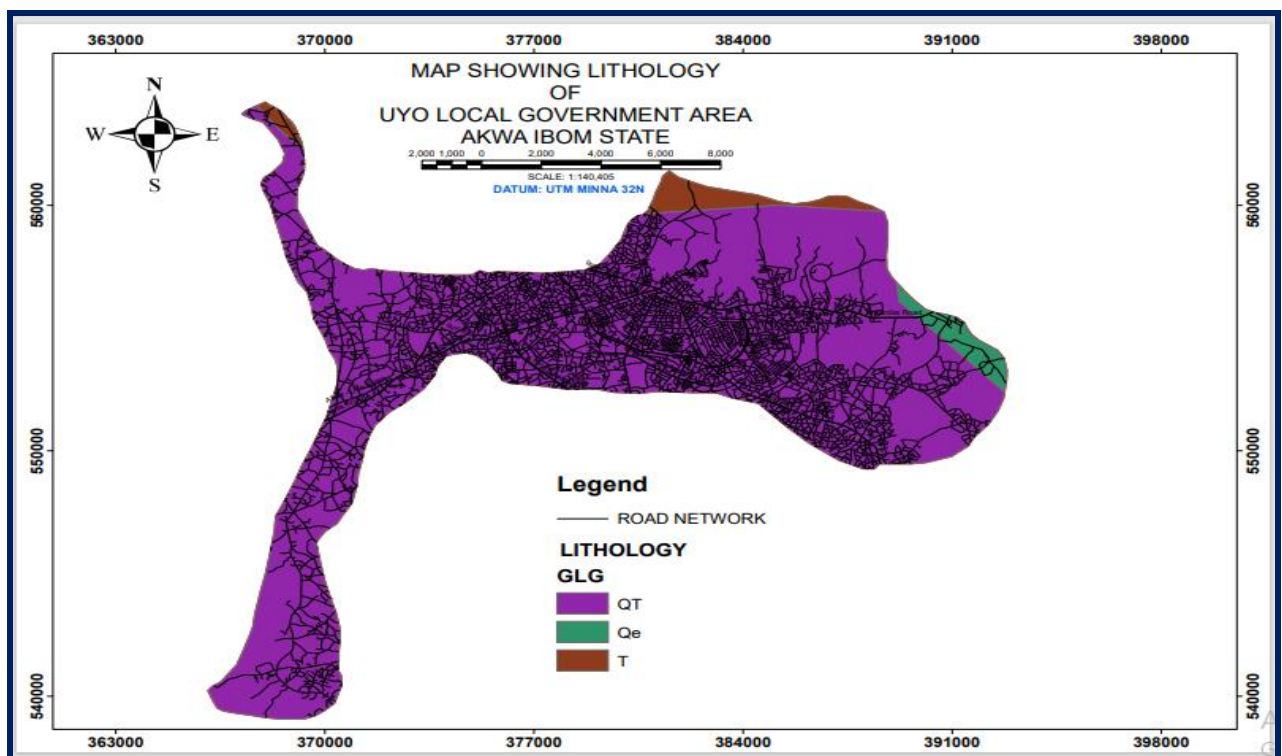 363000 370000 377000 384000 391000 398000
MAP SHOWING LITHOLOGY
OF
UYO LOCAL GOVERNMENT AREA
AKWA IBOM STATE
N
W E
S
2,000 1,000 0 2,000 4,000 6,000 8,000
SCALE: 1:140,405
DATUM: UTM MINNA 32N
560000 560000
550000 550000
Legend
ROAD NETWORK
LITHOLOGY
GLG
QT
Qe
T
540000 540000
363000 370000 377000 384000 391000 398000